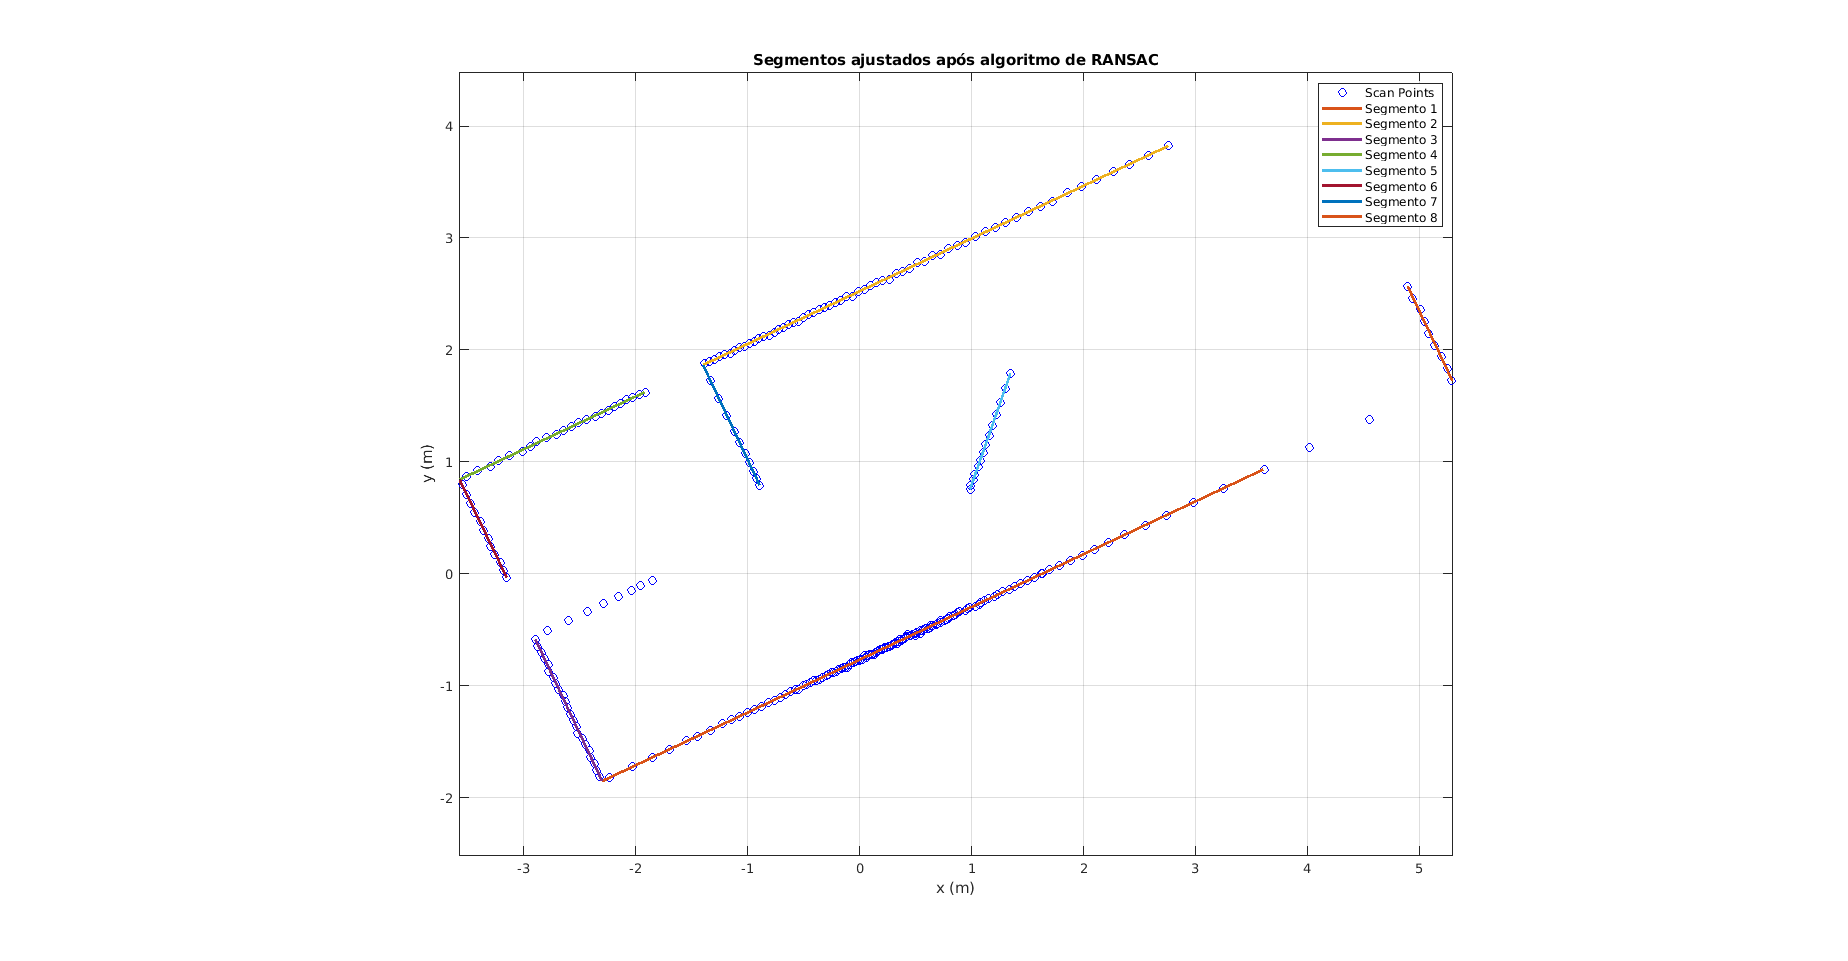 Segmentos ajustados após algoritmo de RANSAC
Scan Points
Segmento 1
Segmento 2
Segmento 3
Segmento 4
Segmento 5
Segmento 6
Segmento 7
Segmento 8
4
3
2
1
0
-1
-2
y (m)
-3 -2 -1 0 1 2 3 4 5
x (m)